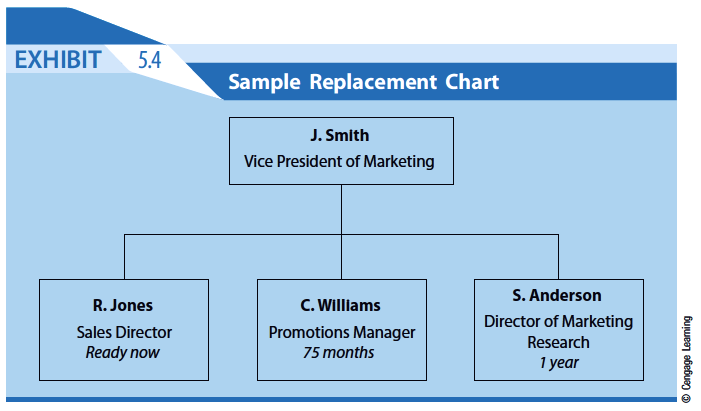 EXHIBIT 5.4
Sample Replacement Chart
J. Smith
Vice President of Marketing
R. Jones
Sales Director
Ready now
C. Williams
Promotions Manager
75 months
S. Anderson
Director of Marketing
Research
1 year
© Cengage Learning